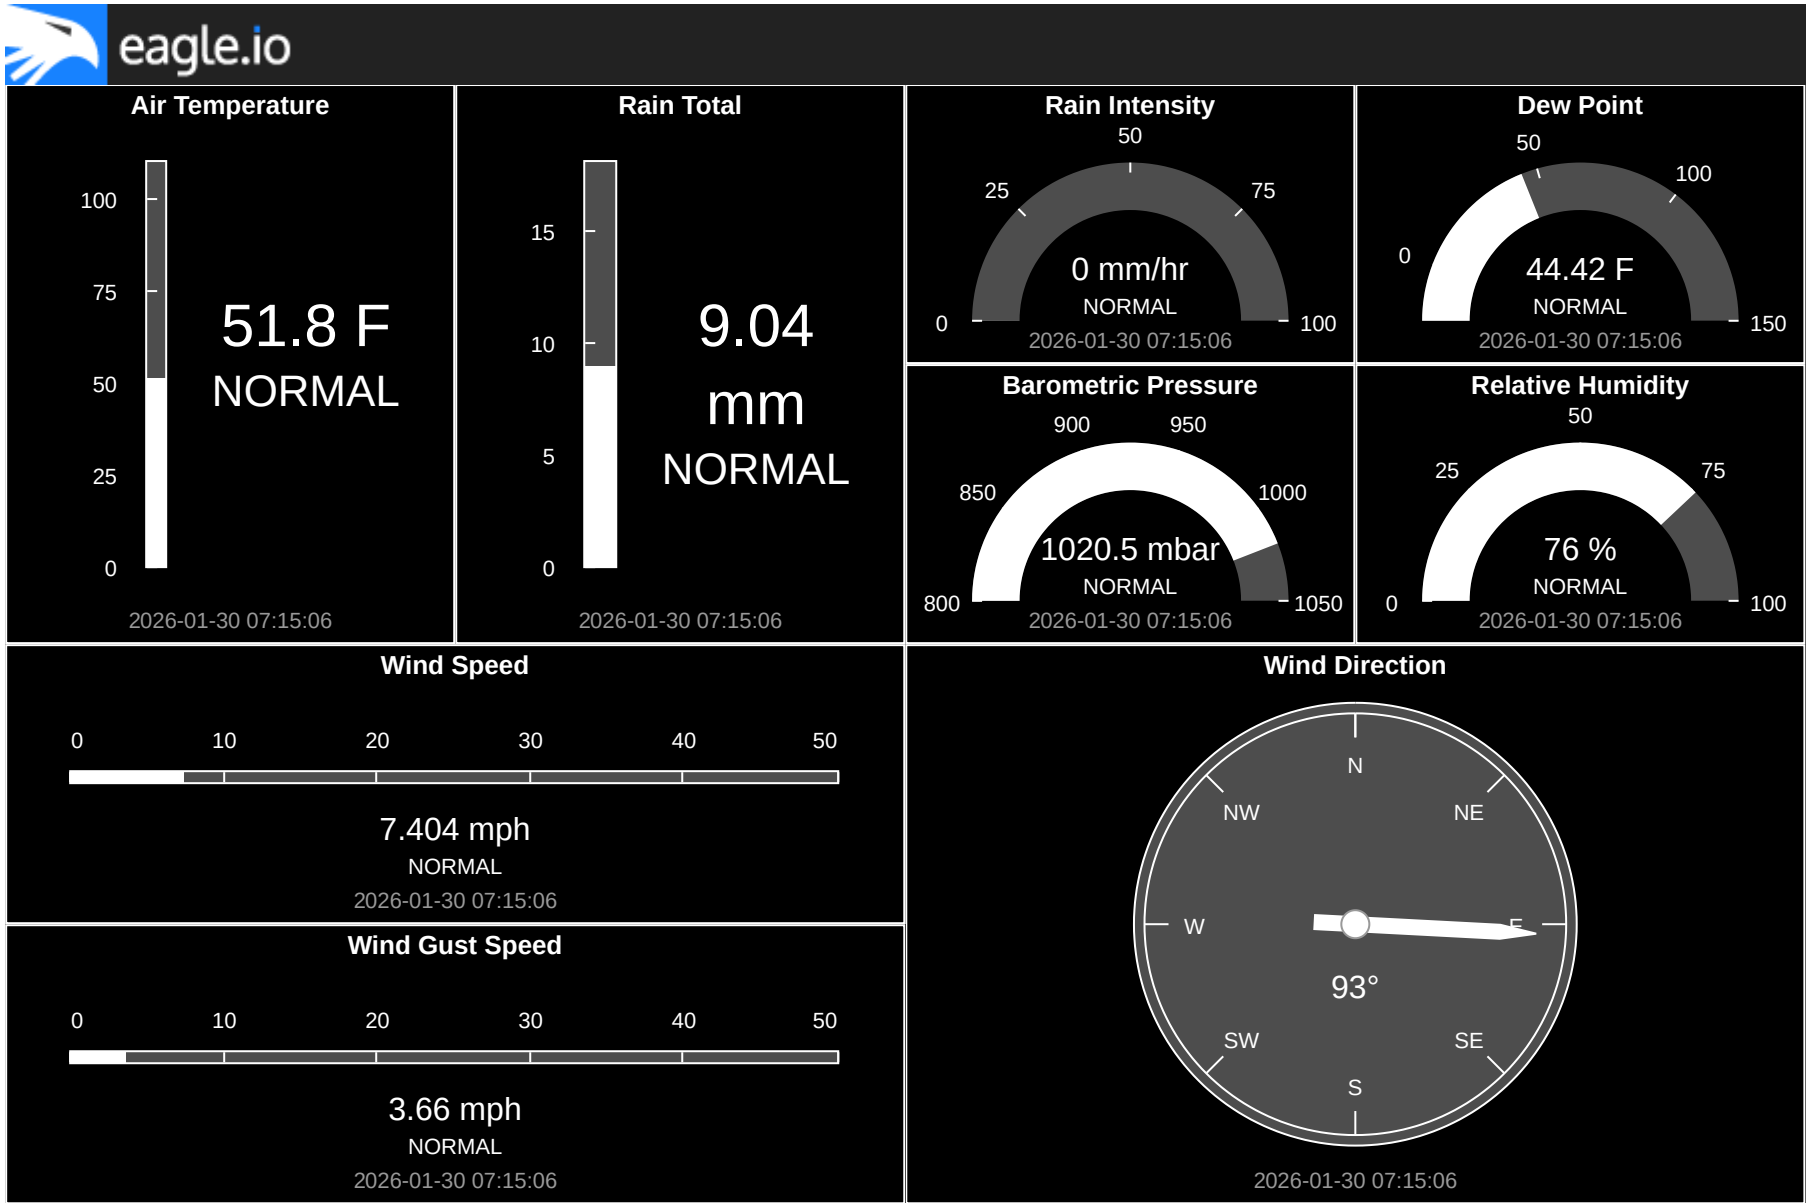 eagle.io
Air Temperature
100
75
50
25
0
51.8 F
NORMAL
2026-01-30 07:15:06
Rain Total
15
10
5
0
9.04
mm
NORMAL
2026-01-30 07:15:06
Rain Intensity
0
25
50
75
100
0 mm/hr
NORMAL
2026-01-30 07:15:06
Dew Point
0
50
100
150
44.42 F
NORMAL
2026-01-30 07:15:06
Barometric Pressure
800
850
900
950
1000
1050
1020.5 mbar
NORMAL
2026-01-30 07:15:06
Relative Humidity
0
25
50
75
100
76 %
NORMAL
2026-01-30 07:15:06
Wind Speed
0 10 20 30 40 50
7.404 mph
NORMAL
2026-01-30 07:15:06
Wind Gust Speed
0 10 20 30 40 50
3.66 mph
NORMAL
2026-01-30 07:15:06
Wind Direction
N
NW NE
W E
93°
SW SE
S
2026-01-30 07:15:06